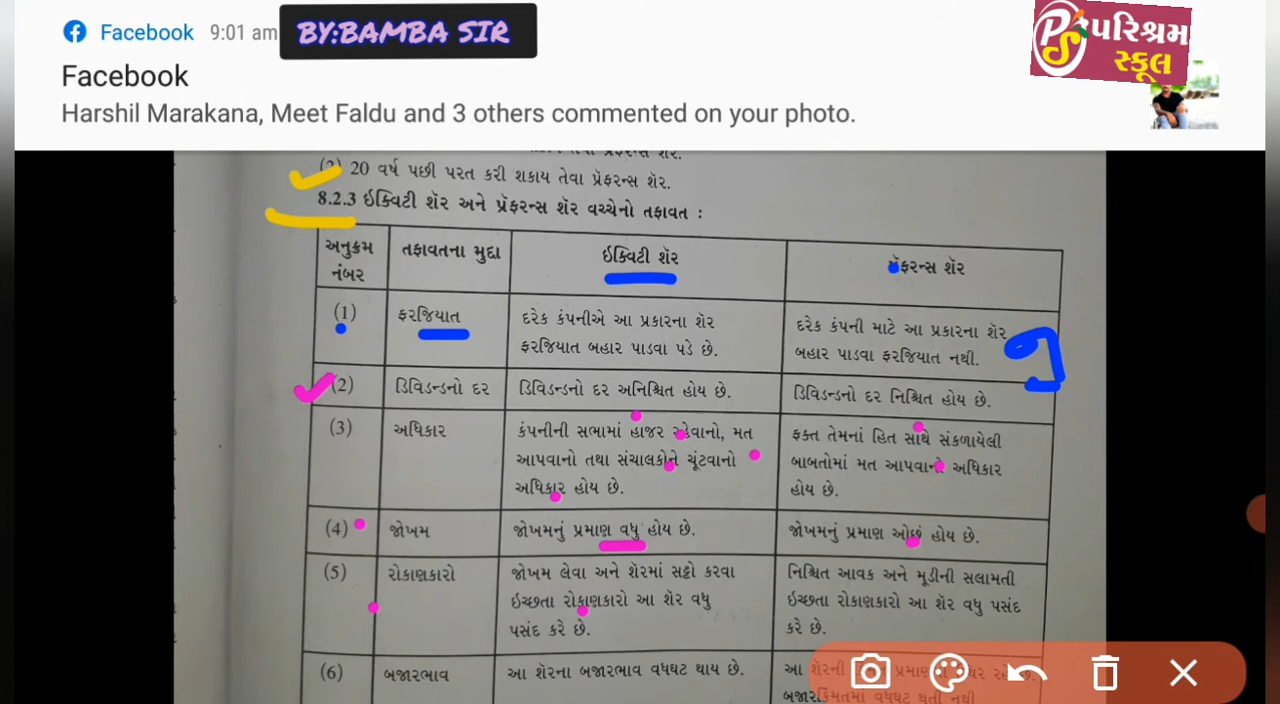 Facebook 9:01 am BY:BAMBA SIR
PS પરિશ્રમ
સ્કૂલ
Facebook
Harshil Marakana, Meet Faldu and 3 others commented on your photo.
20 વર્ષ પછી પરત કરી શકાય તેવા પ્રૅફરન્સ શૅર.
8.2.3 ઇક્વિટી શૅર અને પ્રૅફરન્સ શૅર વચ્ચેનો તફાવત :
અનુક્રમ નંબર તફાવતના મુદ્દા ઇક્વિટી શૅર પ્રૅફરન્સ શૅર
(1) ફરજિયાત દરેક કંપનીએ આ પ્રકારના શૅર દરેક કંપની માટે આ પ્રકારના શૅર
ફરજિયાત બહાર પાડવાં પડે છે. બહાર પાડવા ફરજિયાત નથી.
(2) ડિવિડન્ડનો દર ડિવિડન્ડનો દર અનિશ્ચિત હોય છે. ડિવિડન્ડનો દર નિશ્ચિત હોય છે.
(3) અધિકાર કંપનીની સભામાં હાજર રહેવાનો, મત ફક્ત તેમનાં હિત સાથે સંકળાયેલી
આપવાનો તથા સંચાલકોને ચૂંટવાનો બાબતોમાં મત આપવાનો અધિકાર
અધિકાર હોય છે. હોય છે.
(4) જોખમ જોખમનું પ્રમાણ વધુ હોય છે. જોખમનું પ્રમાણ ઓછું હોય છે.
(5) રોકાણકારો જોખમ લેવા અને શૅરમાં સટ્ટો કરવા નિશ્ચિત આવક અને મૂડીની સલામતી
ઇચ્છતા રોકાણકારો આ શૅર વધુ ઇચ્છતા રોકાણકારો આ શૅર વધુ પસંદ
પસંદ કરે છે. કરે છે.
(6) બજારભાવ આ શૅરના બજારભાવ વધઘટ થાય છે. આ